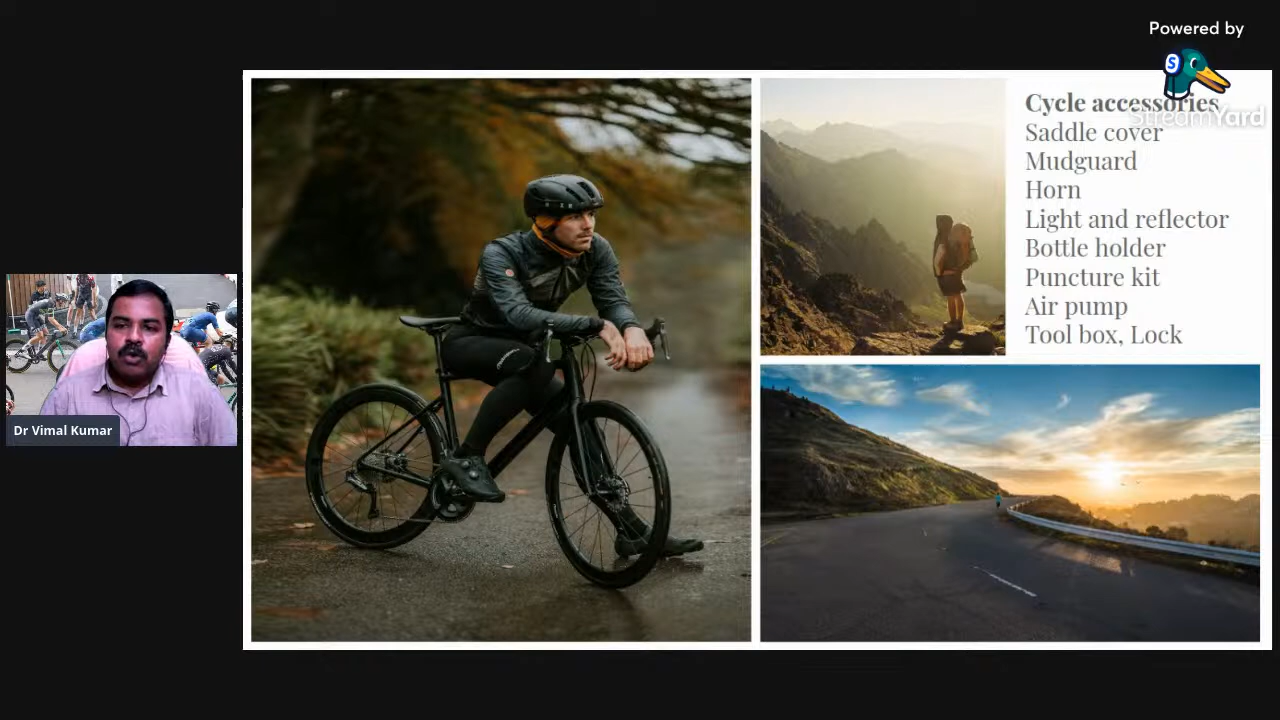 Powered by
S
StreamYard
Cycle accessories
Saddle cover
Mudguard
Horn
Light and reflector
Bottle holder
Puncture kit
Air pump
Tool box, Lock
Dr Vimal Kumar